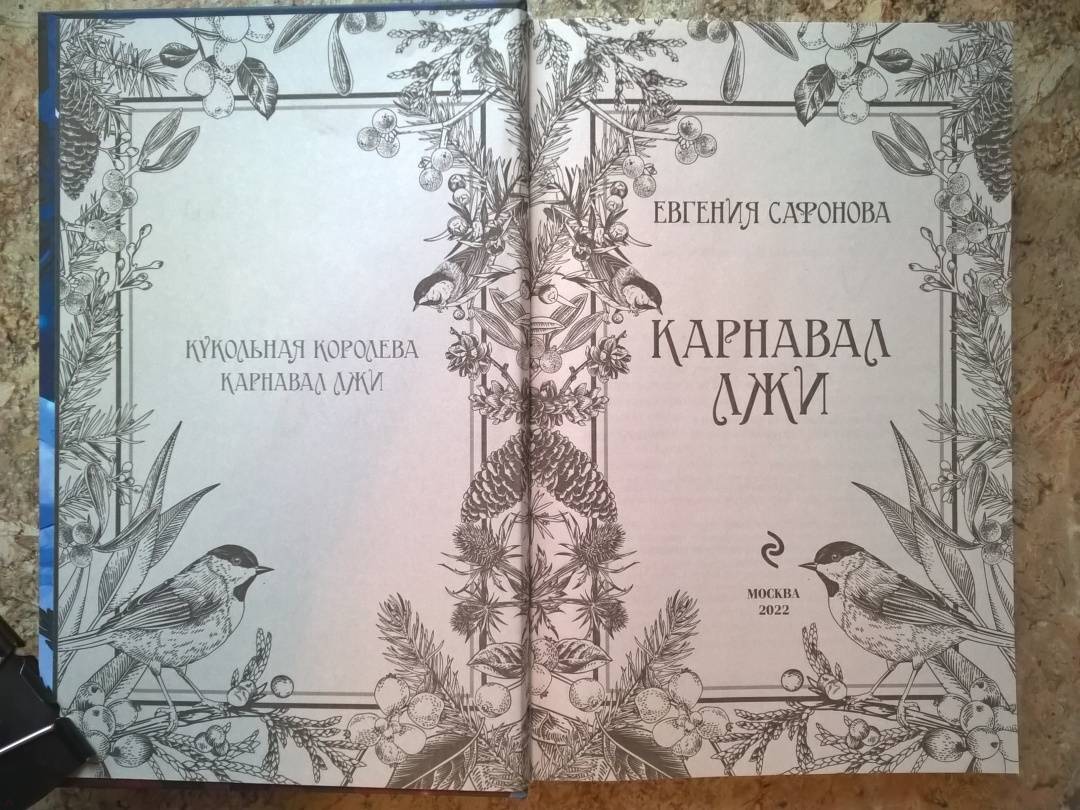 КУКОЛЬНАЯ КОРОЛЕВА
КАРНАВАЛ ЛЖИ
ЕВГЕНИЯ САФОНОВА
КАРНАВАЛ
ЛЖИ
МОСКВА
2022